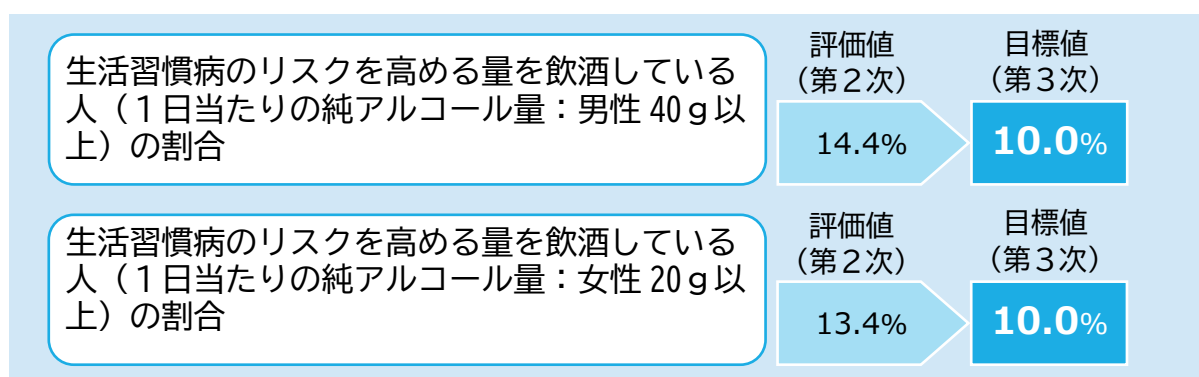 生活習慣病のリスクを高める量を飲酒している
人（１日当たりの純アルコール量：男性 40ｇ以
上）の割合
評価値
（第２次）
14.4%
目標値
（第３次）
10.0%
生活習慣病のリスクを高める量を飲酒している
人（１日当たりの純アルコール量：女性 20ｇ以
上）の割合
評価値
（第２次）
13.4%
目標値
（第３次）
10.0%